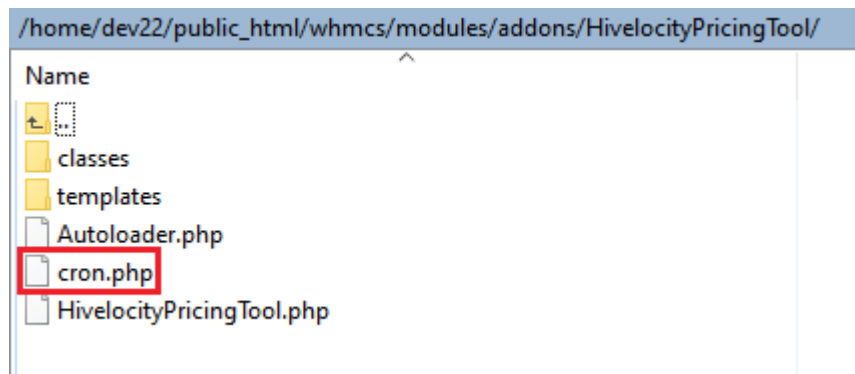 /home/dev22/public_html/whmcs/modules/addons/HivelocityPricingTool/
Name
..
classes
templates
Autoloader.php
cron.php
HivelocityPricingTool.php